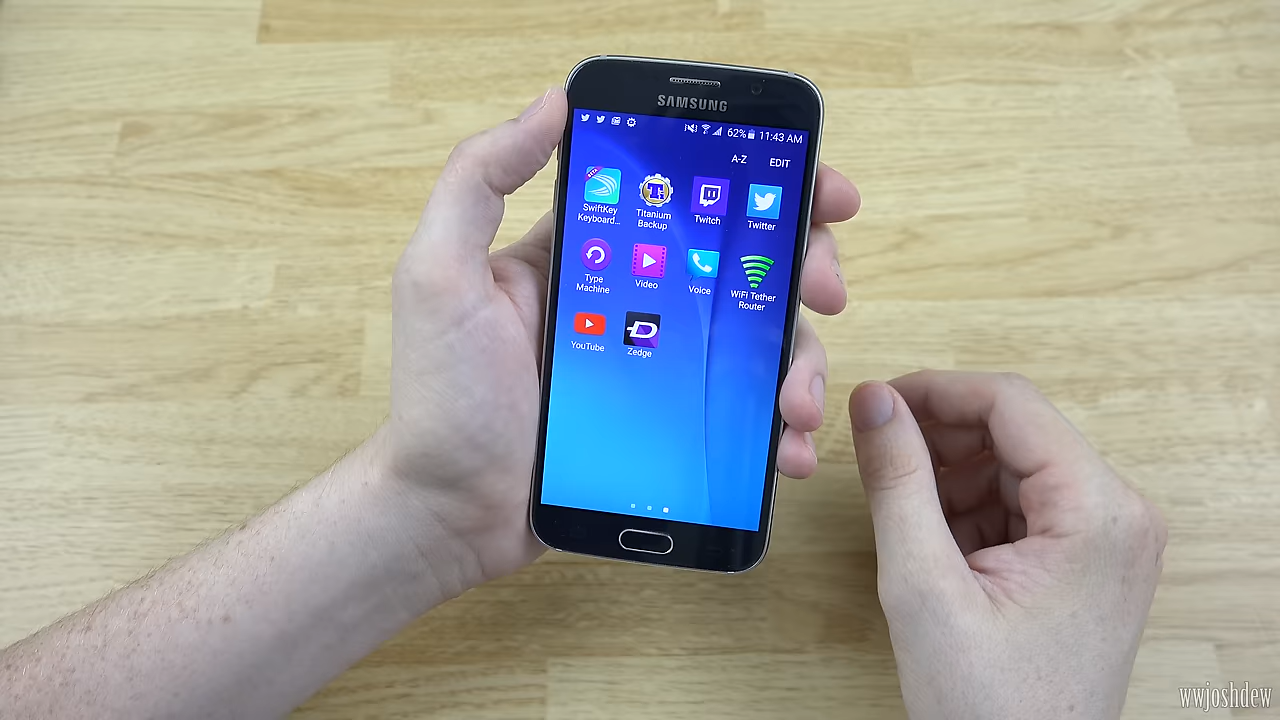 SAMSUNG
62% 11:43 AM
A-Z EDIT
BETA
SwiftKey
Keyboard...
Titanium
Backup
Twitch
Twitter
Type
Machine
Video
Voice
WiFi Tether
Router
YouTube
Zedge
wwjoshdew